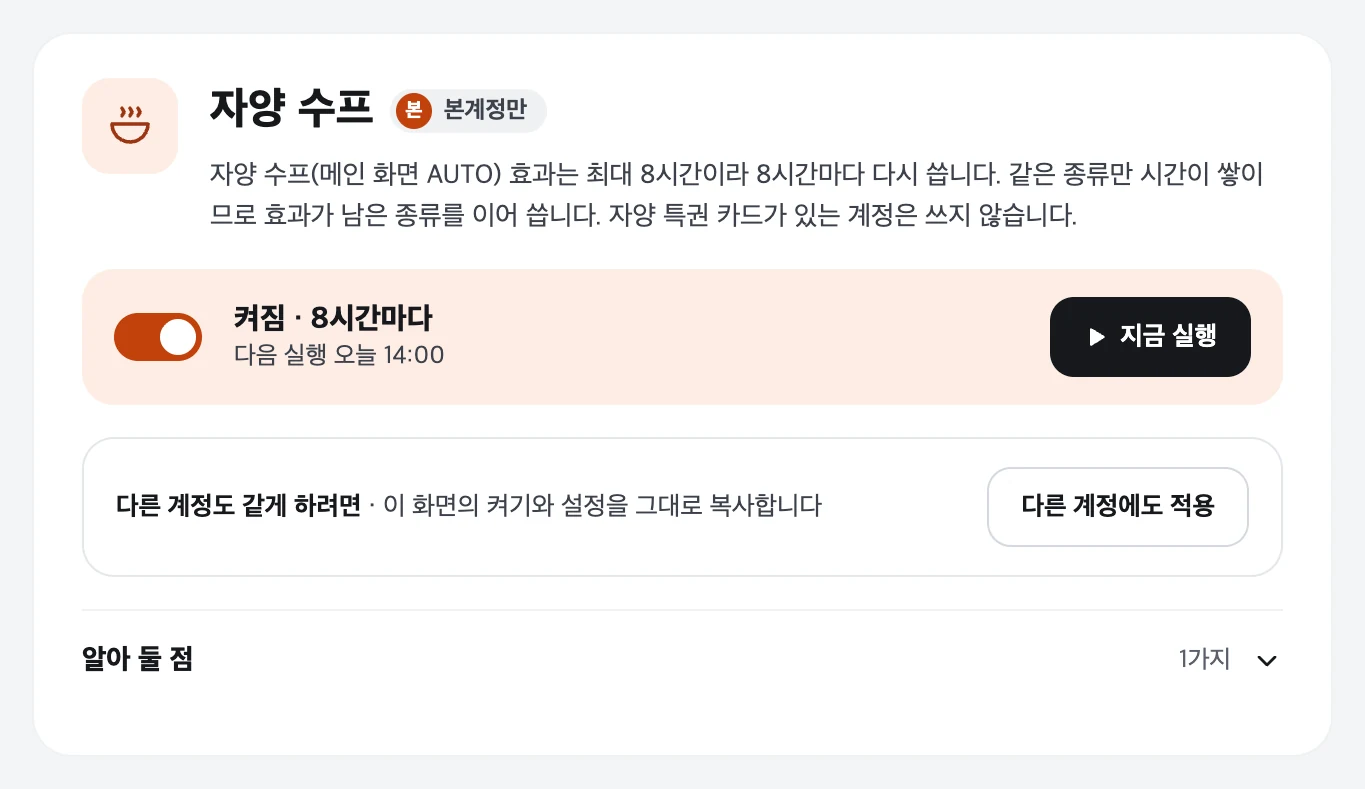 자양 수프
본 본계정만
자양 수프(메인 화면 AUTO) 효과는 최대 8시간이라 8시간마다 다시 씁니다. 같은 종류만 시간이 쌓이
므로 효과가 남은 종류를 이어 씁니다. 자양 특권 카드가 있는 계정은 쓰지 않습니다.
켜짐 · 8시간마다
다음 실행 오늘 14:00
지금 실행
다른 계정도 같게 하려면 · 이 화면의 켜기와 설정을 그대로 복사합니다
다른 계정에도 적용
알아 둘 점
1가지